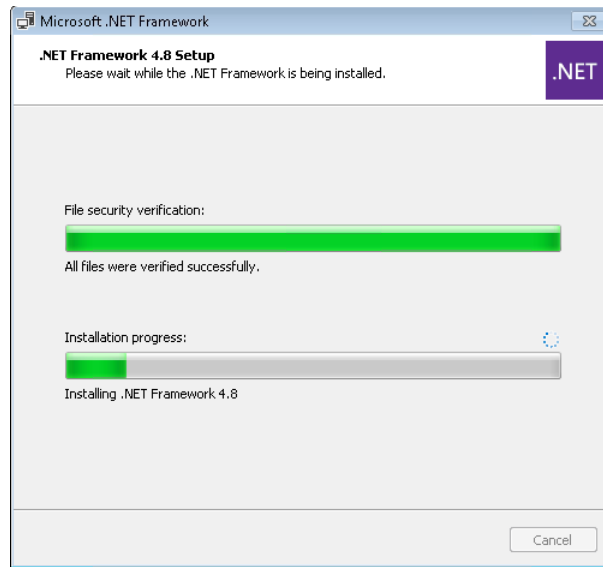 Microsoft .NET Framework
.NET Framework 4.8 Setup
Please wait while the .NET Framework is being installed.
.NET
File security verification:
All files were verified successfully.
Installation progress:
Installing .NET Framework 4.8
Cancel